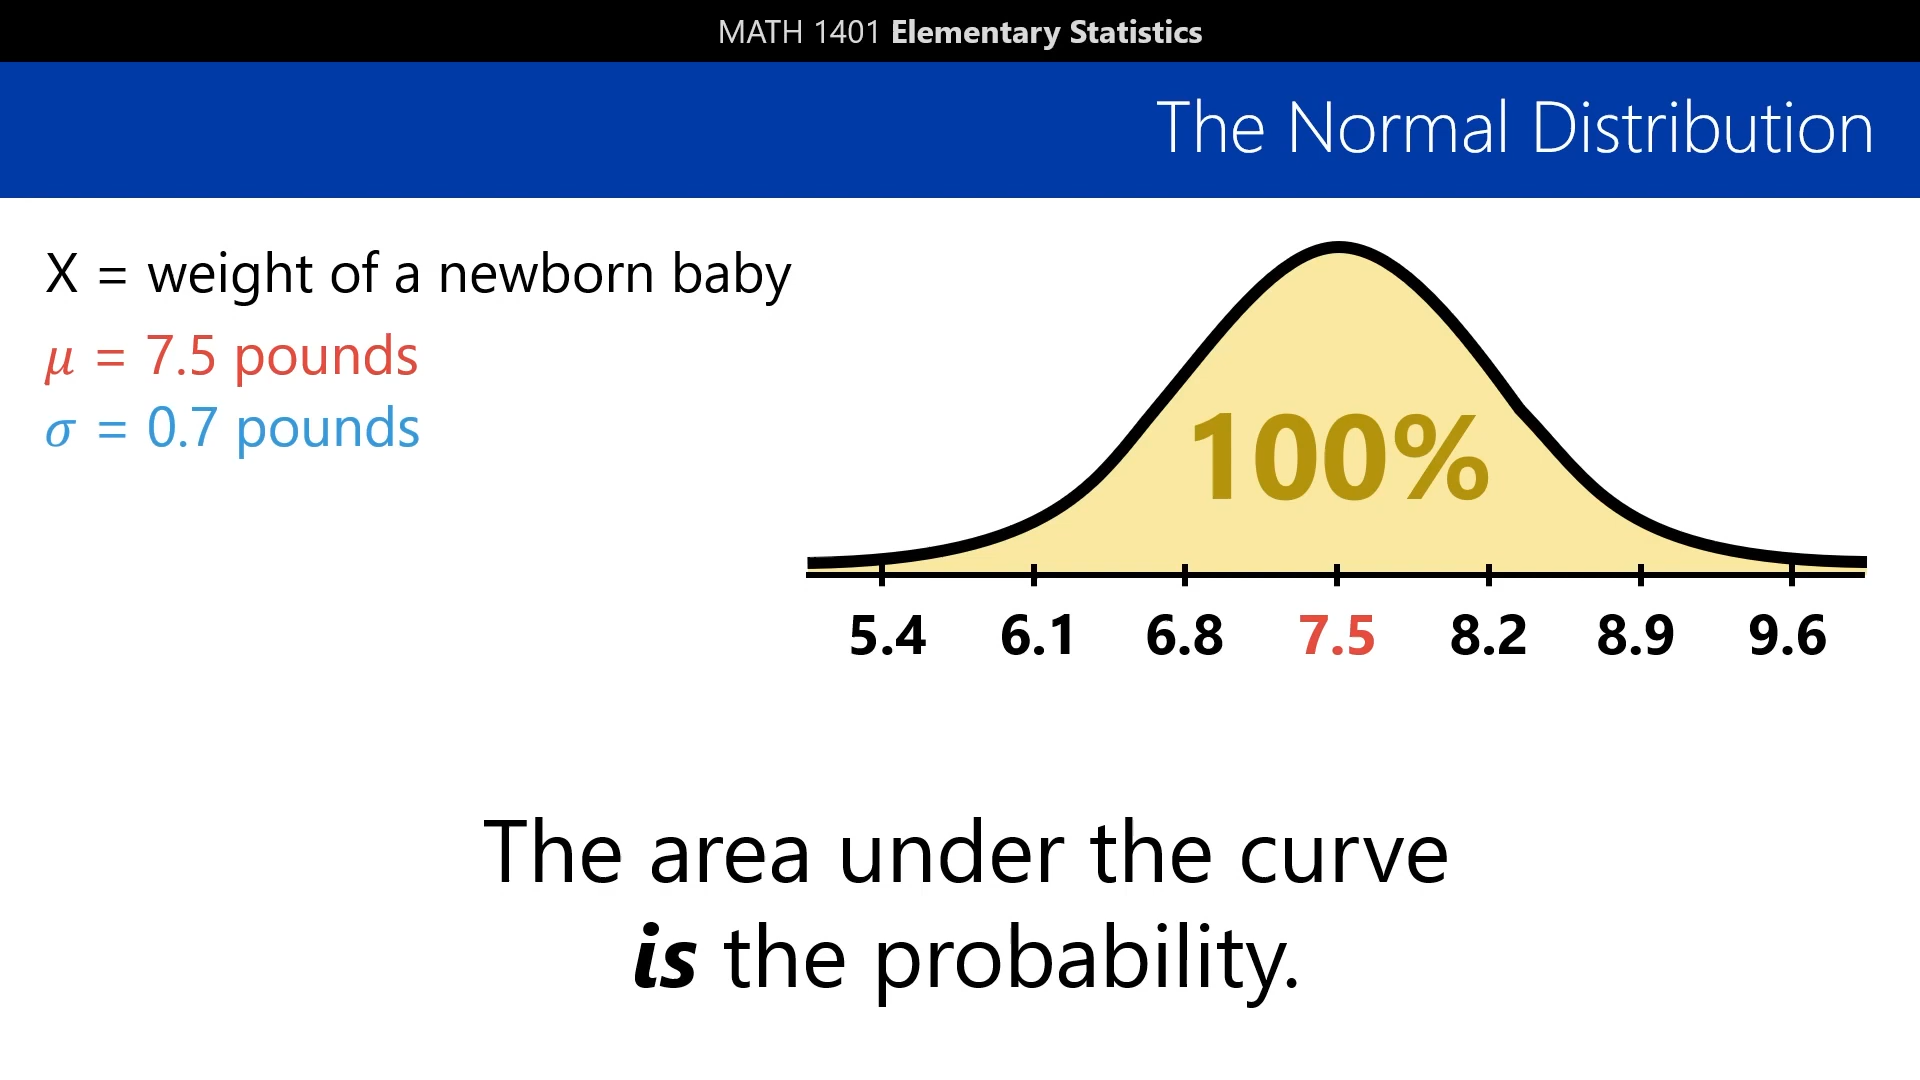 MATH 1401 Elementary Statistics
The Normal Distribution
X = weight of a newborn baby
μ = 7.5 pounds
σ = 0.7 pounds
100%
5.4 6.1 6.8 7.5 8.2 8.9 9.6
The area under the curve
is the probability.